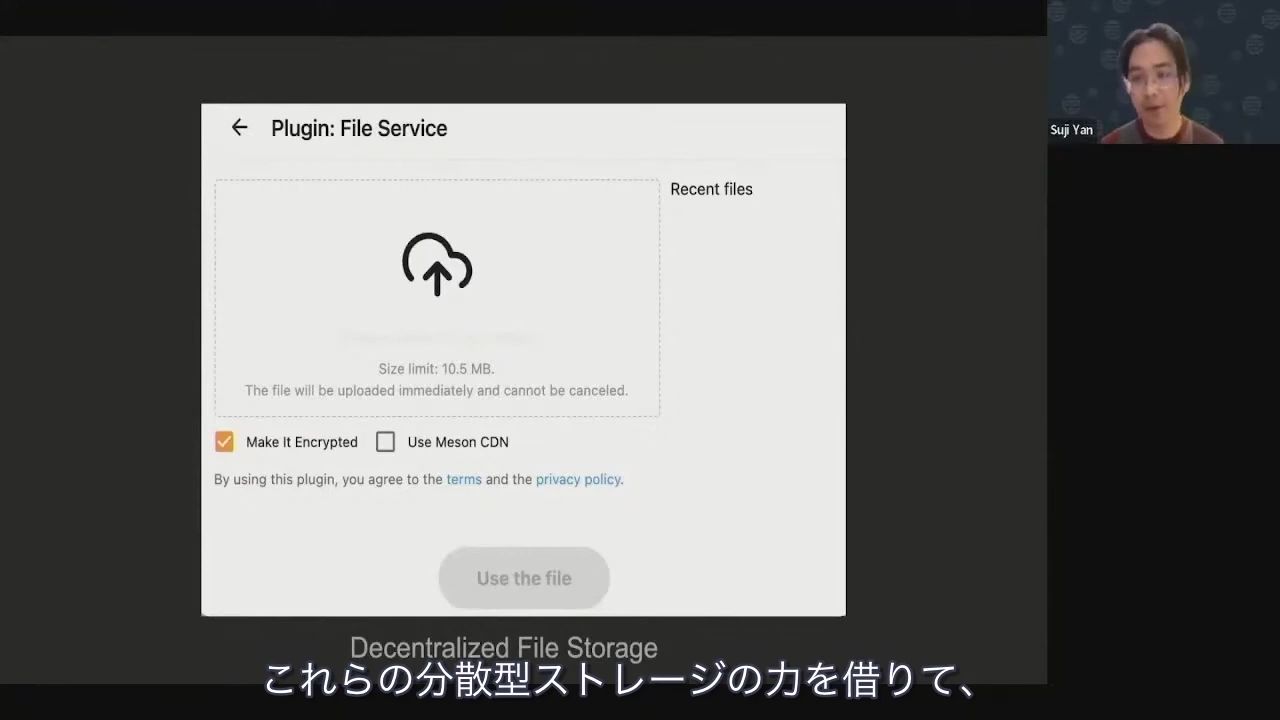 Plugin: File Service
Recent files
Size limit: 10.5 MB.
The file will be uploaded immediately and cannot be canceled.
Make It Encrypted
Use Meson CDN
By using this plugin, you agree to the terms and the privacy policy.
Use the file
Decentralized File Storage
これらの分散型ストレージの力を借りて、
Suji Yan